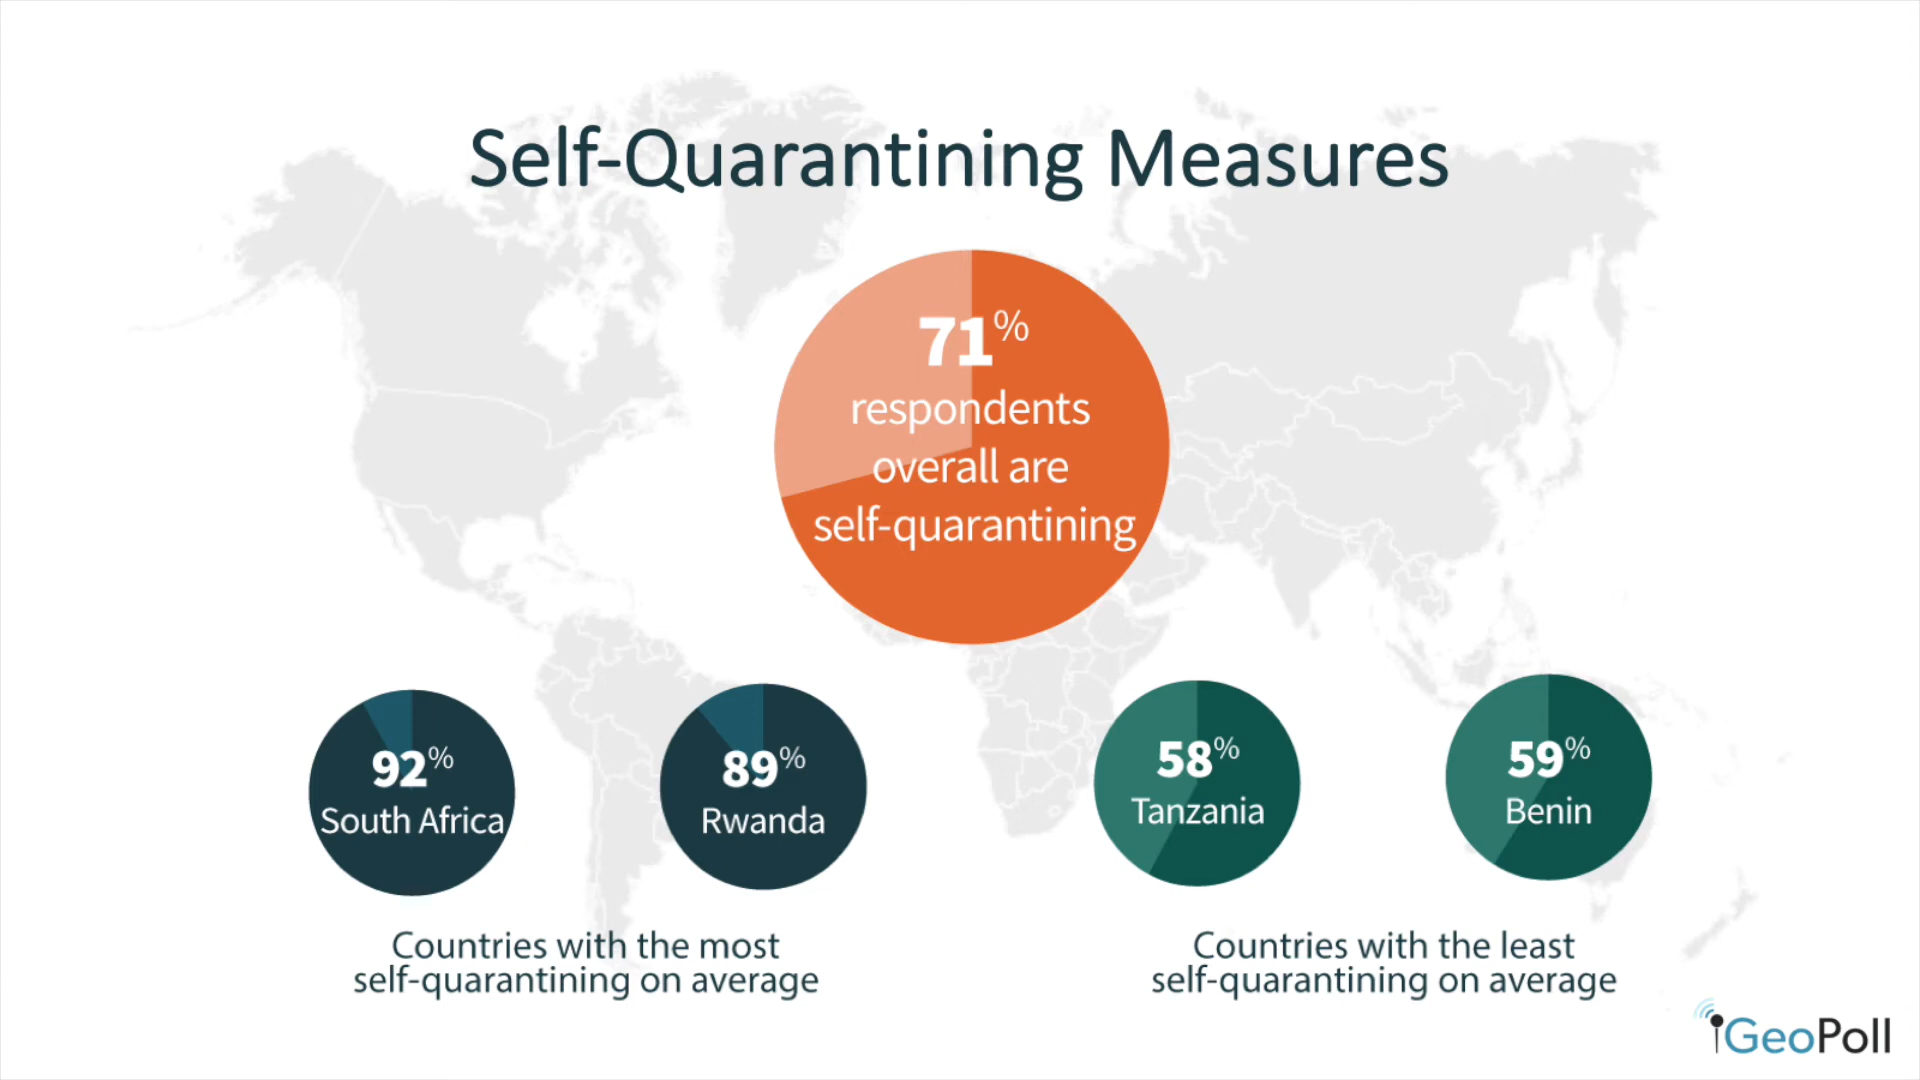 Self-Quarantining Measures
71%
respondents
overall are
self-quarantining
92%
South Africa
89%
Rwanda
58%
Tanzania
59%
Benin
Countries with the most
self-quarantining on average
Countries with the least
self-quarantining on average
GeoPoll